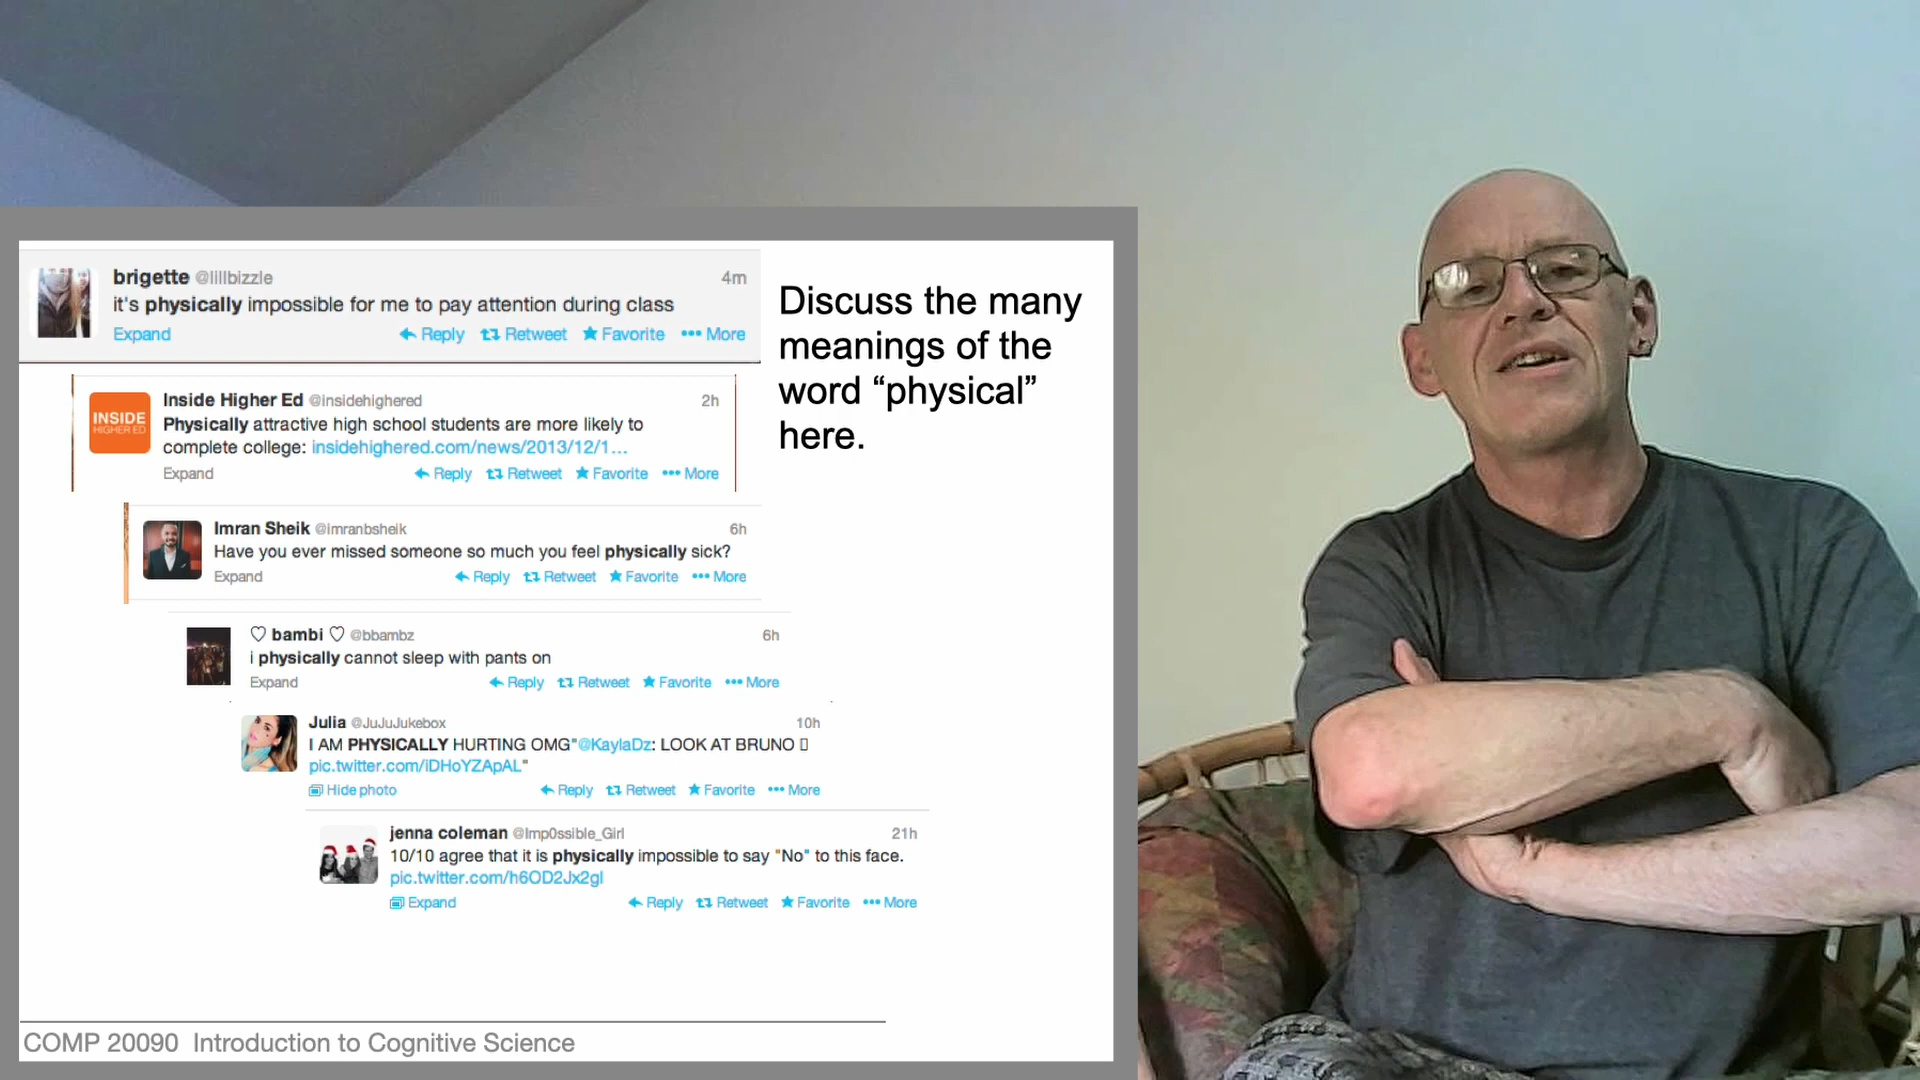 brigette @lillbizzle 4m
it's physically impossible for me to pay attention during class
Expand Reply Retweet Favorite More
INSIDE
HIGHER ED
Inside Higher Ed @insidehighered 2h
Physically attractive high school students are more likely to
complete college: insidehighered.com/news/2013/12/1...
Expand Reply Retweet Favorite More
Imran Sheik @imranbsheik 6h
Have you ever missed someone so much you feel physically sick?
Expand Reply Retweet Favorite More
♡ bambi ♡ @bbambz 6h
i physically cannot sleep with pants on
Expand Reply Retweet Favorite More
Julia @JuJuJukebox 10h
I AM PHYSICALLY HURTING OMG"@KaylaDz: LOOK AT BRUNO
pic.twitter.com/iDHoYZApAL"
Hide photo Reply Retweet Favorite More
jenna coleman @Imp0ssible_Girl 21h
10/10 agree that it is physically impossible to say "No" to this face.
pic.twitter.com/h6OD2Jx2gl
Expand Reply Retweet Favorite More
Discuss the many
meanings of the
word “physical”
here.
COMP 20090 Introduction to Cognitive Science